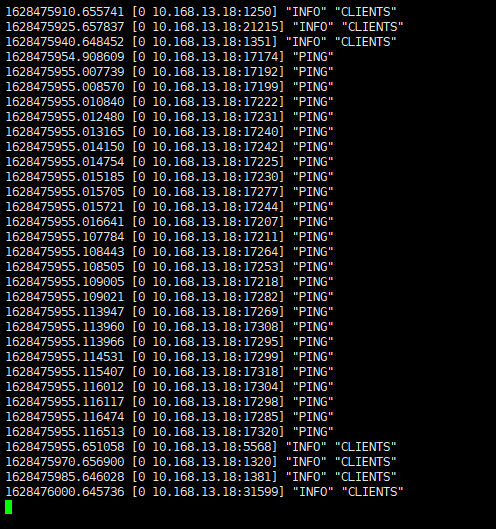 1628475910.655741 [0 10.168.13.18:1250] "INFO" "CLIENTS"
1628475925.657837 [0 10.168.13.18:21215] "INFO" "CLIENTS"
1628475940.648452 [0 10.168.13.18:1351] "INFO" "CLIENTS"
1628475954.908609 [0 10.168.13.18:17174] "PING"
1628475955.007739 [0 10.168.13.18:17192] "PING"
1628475955.008570 [0 10.168.13.18:17199] "PING"
1628475955.010840 [0 10.168.13.18:17222] "PING"
1628475955.012480 [0 10.168.13.18:17231] "PING"
1628475955.013165 [0 10.168.13.18:17240] "PING"
1628475955.014150 [0 10.168.13.18:17242] "PING"
1628475955.014754 [0 10.168.13.18:17225] "PING"
1628475955.015185 [0 10.168.13.18:17230] "PING"
1628475955.015705 [0 10.168.13.18:17277] "PING"
1628475955.015721 [0 10.168.13.18:17244] "PING"
1628475955.016641 [0 10.168.13.18:17207] "PING"
1628475955.107784 [0 10.168.13.18:17211] "PING"
1628475955.108443 [0 10.168.13.18:17264] "PING"
1628475955.108505 [0 10.168.13.18:17253] "PING"
1628475955.109005 [0 10.168.13.18:17218] "PING"
1628475955.109021 [0 10.168.13.18:17282] "PING"
1628475955.113947 [0 10.168.13.18:17269] "PING"
1628475955.113960 [0 10.168.13.18:17308] "PING"
1628475955.113966 [0 10.168.13.18:17295] "PING"
1628475955.114531 [0 10.168.13.18:17299] "PING"
1628475955.115407 [0 10.168.13.18:17318] "PING"
1628475955.116012 [0 10.168.13.18:17304] "PING"
1628475955.116117 [0 10.168.13.18:17298] "PING"
1628475955.116474 [0 10.168.13.18:17285] "PING"
1628475955.116513 [0 10.168.13.18:17320] "PING"
1628475955.651058 [0 10.168.13.18:5568] "INFO" "CLIENTS"
1628475970.656900 [0 10.168.13.18:1320] "INFO" "CLIENTS"
1628475985.646028 [0 10.168.13.18:1381] "INFO" "CLIENTS"
1628476000.645736 [0 10.168.13.18:31599] "INFO" "CLIENTS"